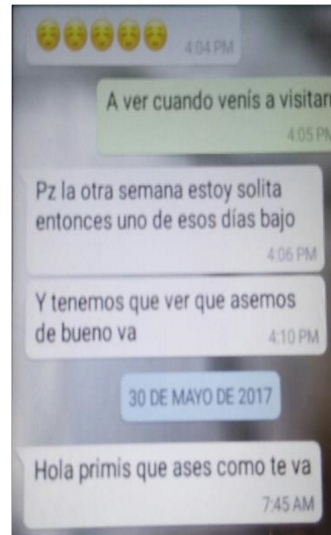 4:04 PM
A ver cuando venís a visitarm
4:05 PM
Pz la otra semana estoy solita
entonces uno de esos días bajo
4:06 PM
Y tenemos que ver que asemos
de bueno va
4:10 PM
30 DE MAYO DE 2017
Hola primis que ases como te va
7:45 AM